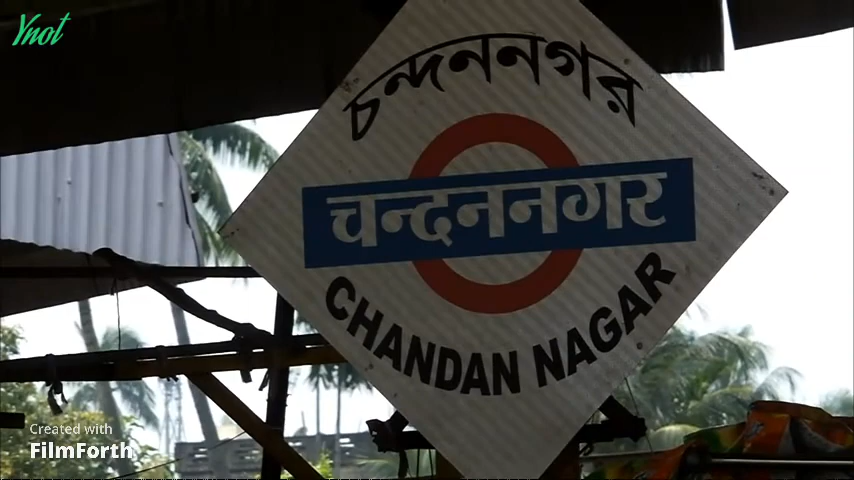 Ynot
চন্দননগর
चन्दननगर
CHANDAN NAGAR
Created with
FilmForth